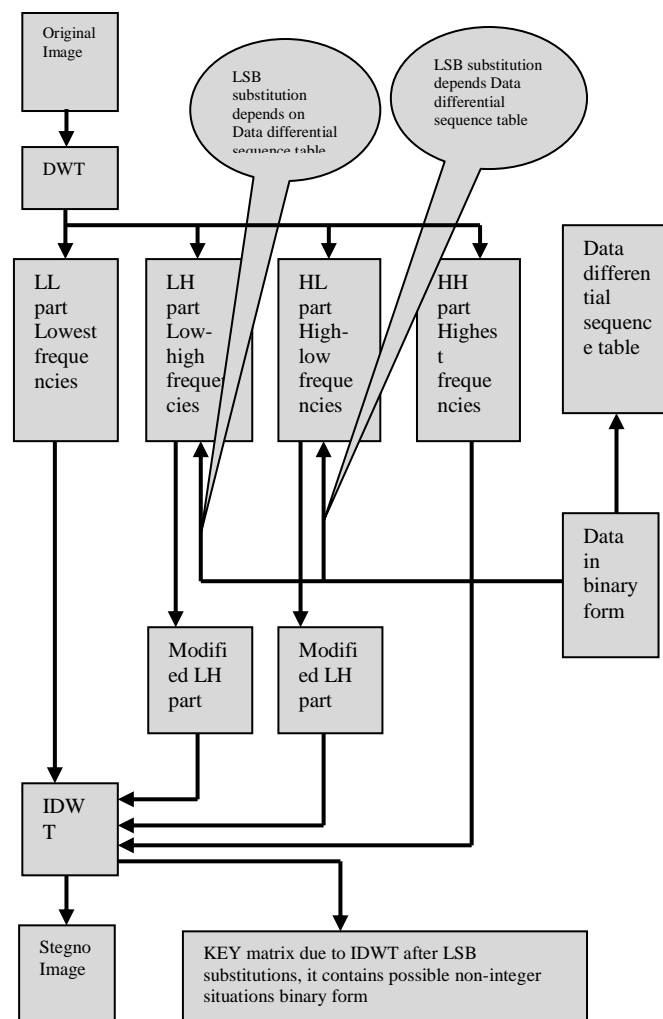 Original
Image
LSB
substitution
depends on
Data differential
sequence table
LSB substitution
depends Data
differential
sequence table
DWT
LL
part
Lowest
freque
ncies
LH
part
Low-
high
freque
cies
HL
part
High-
low
freque
ncies
HH
part
Highes
t
freque
ncies
Data
differen
tial
sequenc
e table
Data
in
binary
form
Modifi
ed LH
part
Modifi
ed LH
part
IDW
T
Stegno
Image
KEY matrix due to IDWT after LSB
substitutions, it contains possible non-integer
situations binary form